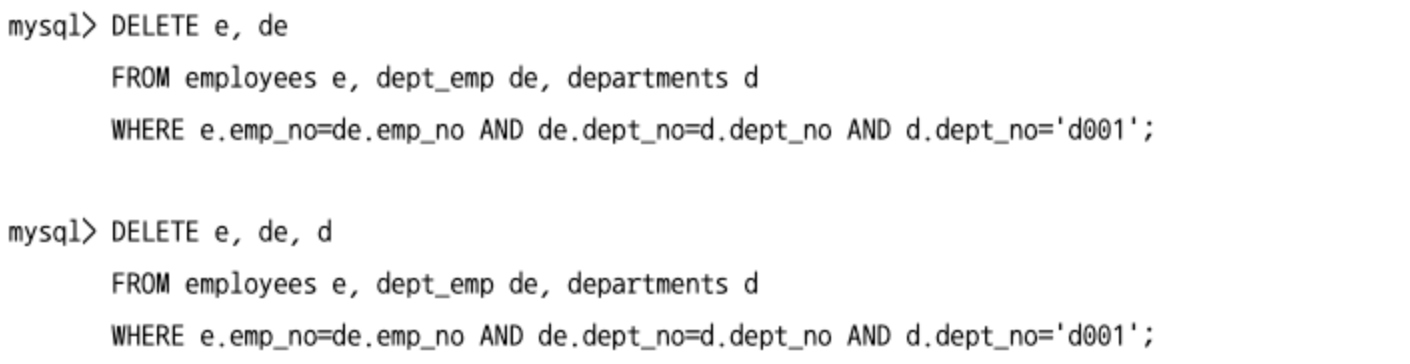 mysql> DELETE e, de
FROM employees e, dept_emp de, departments d
WHERE e.emp_no=de.emp_no AND de.dept_no=d.dept_no AND d.dept_no='d001';
mysql> DELETE e, de, d
FROM employees e, dept_emp de, departments d
WHERE e.emp_no=de.emp_no AND de.dept_no=d.dept_no AND d.dept_no='d001';